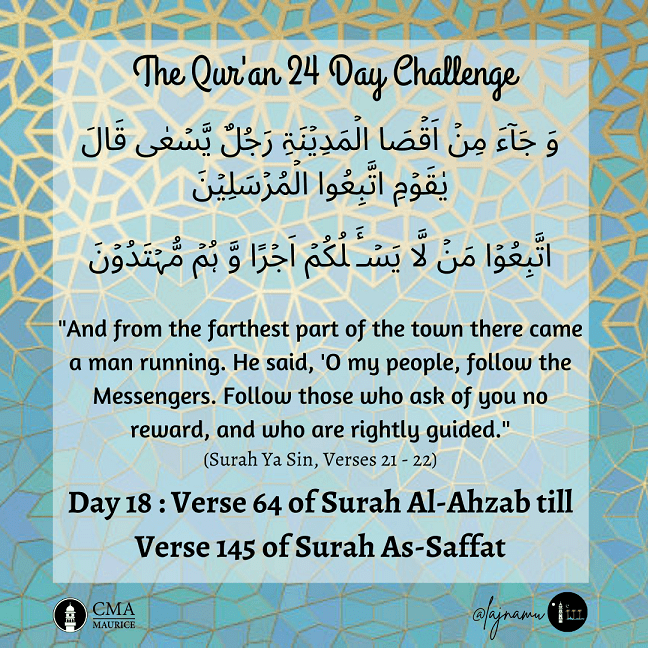 The Qur'an 24 Day Challenge
وَ جَآءَ مِنۡ اَقۡصَا الۡمَدِیۡنَۃِ رَجُلٌ یَّسۡعٰی قَالَ
یٰقَوۡمِ اتَّبِعُوا الۡمُرۡسَلِیۡنَ
اتَّبِعُوۡا مَنۡ لَّا یَسۡـَٔلُکُمۡ اَجۡرًا وَّ ہُمۡ مُّہۡتَدُوۡنَ
"And from the farthest part of the town there came
a man running. He said, 'O my people, follow the
Messengers. Follow those who ask of you no
reward, and who are rightly guided."
(Surah Ya Sin, Verses 21 - 22)
Day 18 : Verse 64 of Surah Al-Ahzab till
Verse 145 of Surah As-Saffat
CMA
MAURICE
@lajnamu